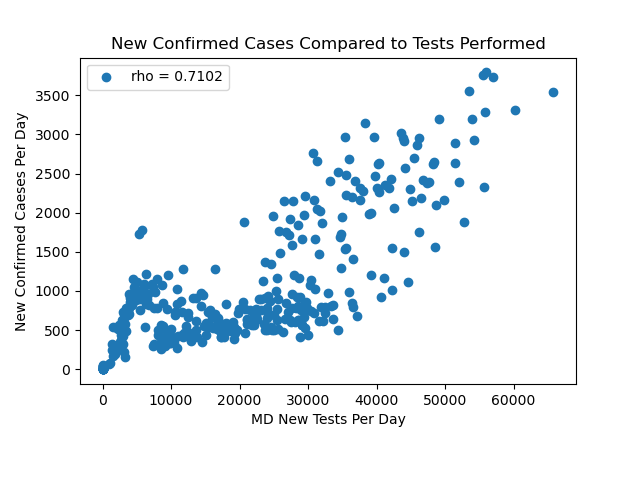 New Confirmed Cases Compared to Tests Performed
rho = 0.7102
New Confirmed Caeses Per Day
3500
3000
2500
2000
1500
1000
500
0
0 10000 20000 30000 40000 50000 60000
MD New Tests Per Day